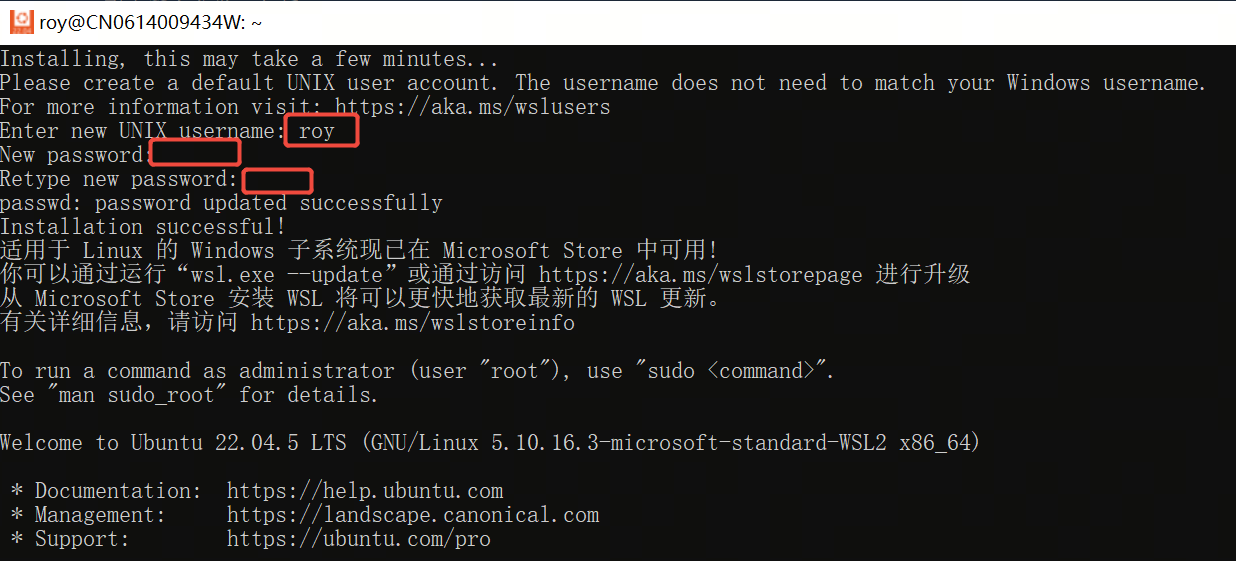 roy@CN0614009434W: ~
Installing, this may take a few minutes...
Please create a default UNIX user account. The username does not need to match your Windows username.
For more information visit: https://aka.ms/wslusers
Enter new UNIX username: roy
New password:
Retype new password:
passwd: password updated successfully
Installation successful!
适用于 Linux 的 Windows 子系统现已在 Microsoft Store 中可用!
你可以通过运行“wsl.exe --update”或通过访问 https://aka.ms/wslstorepage 进行升级
从 Microsoft Store 安装 WSL 将可以更快地获取最新的 WSL 更新。
有关详细信息，请访问 https://aka.ms/wslstoreinfo
To run a command as administrator (user "root"), use "sudo <command>".
See "man sudo_root" for details.
Welcome to Ubuntu 22.04.5 LTS (GNU/Linux 5.10.16.3-microsoft-standard-WSL2 x86_64)
* Documentation:  https://help.ubuntu.com
* Management:     https://landscape.canonical.com
* Support:        https://ubuntu.com/pro